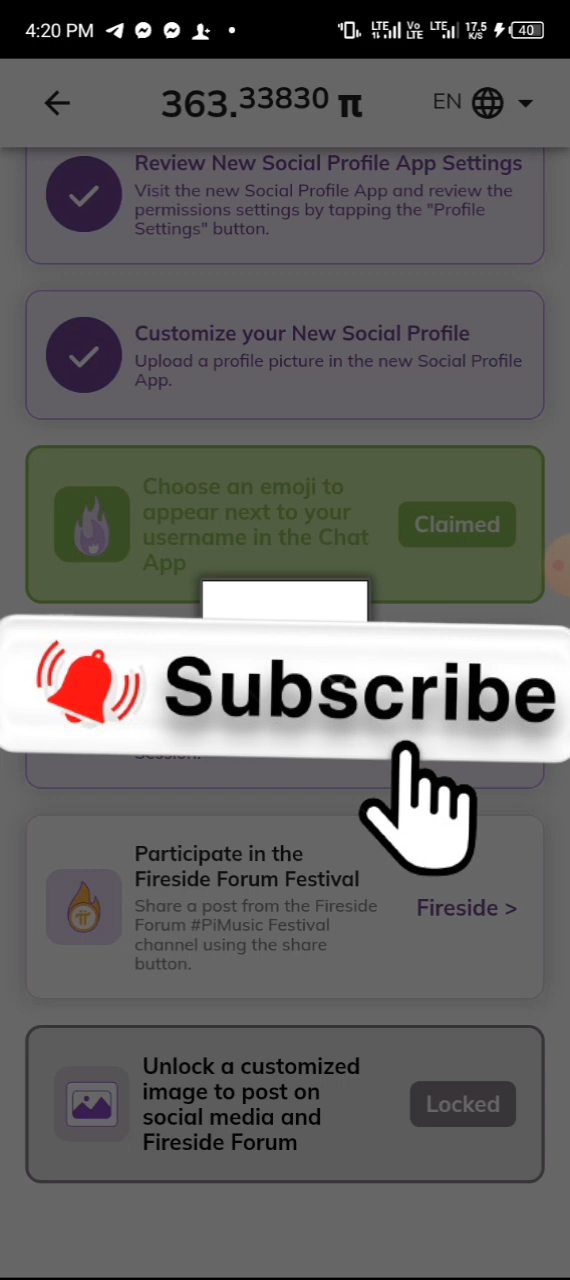 4:20 PM
LTE
Vo
LTE
LTE
17.5
K/S
40
363.33830 π
EN
Review New Social Profile App Settings
Visit the new Social Profile App and review the
permissions settings by tapping the "Profile
Settings" button.
Customize your New Social Profile
Upload a profile picture in the new Social Profile
App.
Choose an emoji to
appear next to your
username in the Chat
App
Claimed
Subscribe
Session.
Participate in the
Fireside Forum Festival
Share a post from the Fireside
Forum #PiMusic Festival
channel using the share
button.
Fireside >
Unlock a customized
image to post on
social media and
Fireside Forum
Locked